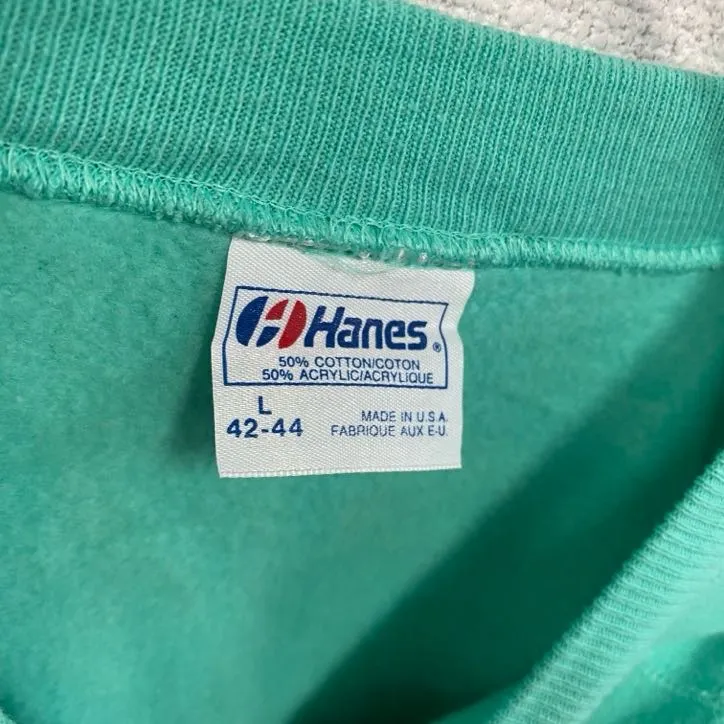 Hanes®
50% COTTON/COTON
50% ACRYLIC/ACRYLIQUE
L
42-44
MADE IN U.S.A.
FABRIQUE AUX E-U.